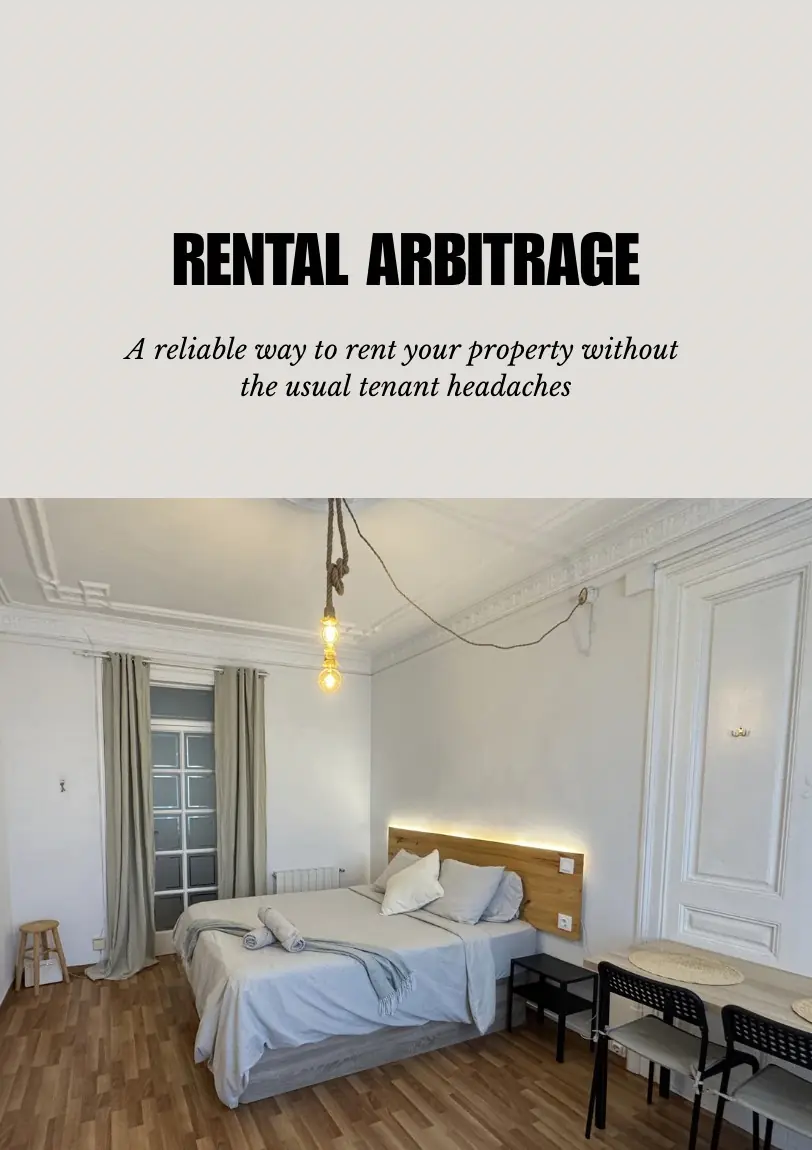 RENTAL ARBITRAGE
A reliable way to rent your property without
the usual tenant headaches